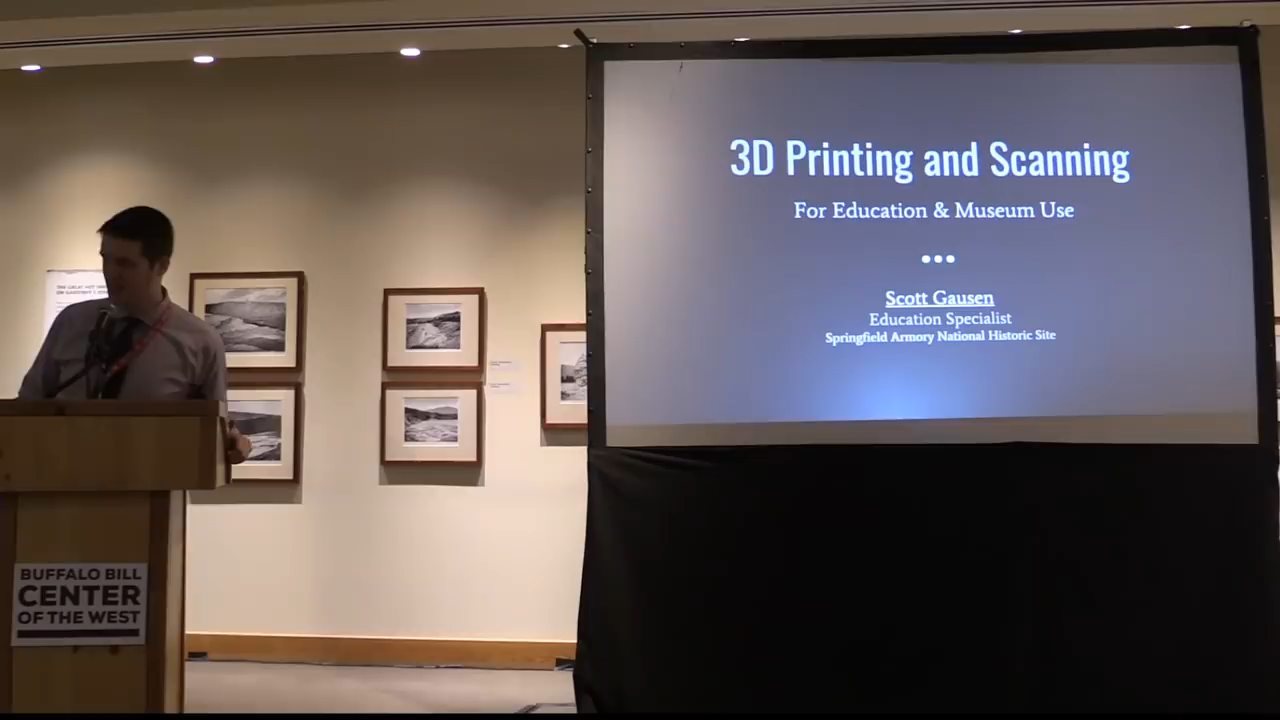 3D Printing and Scanning
For Education & Museum Use
Scott Gausen
Education Specialist
Springfield Armory National Historic Site
BUFFALO BILL
CENTER
OF THE WEST